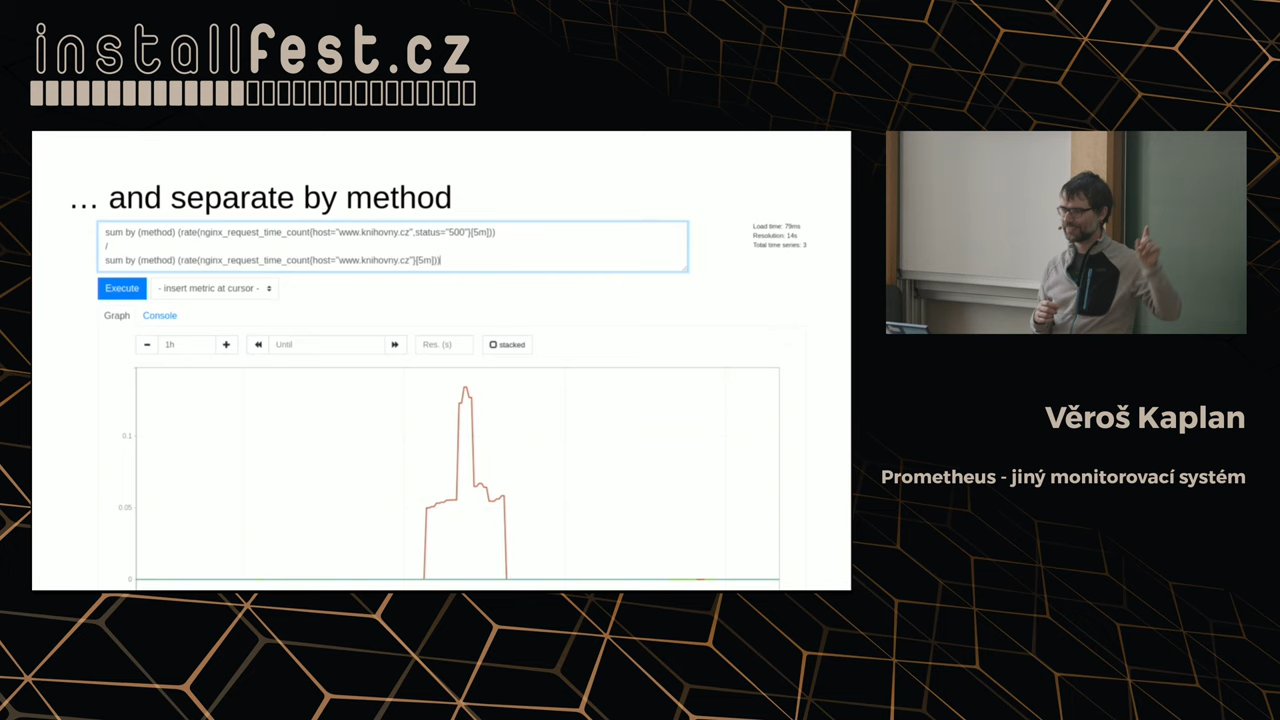 installfest.cz
... and separate by method
sum by (method) (rate(nginx_request_time_count{host="www.knihovny.cz",status="500"}[5m]))
/
sum by (method) (rate(nginx_request_time_count{host="www.knihovny.cz"}[5m]))
Load time: 79ms
Resolution: 14s
Total time series: 3
Execute
- insert metric at cursor -
Graph
Console
1h
Until
Res. (s)
stacked
0.1
0.05
0
Věroš Kaplan
Prometheus - jiný monitorovací systém